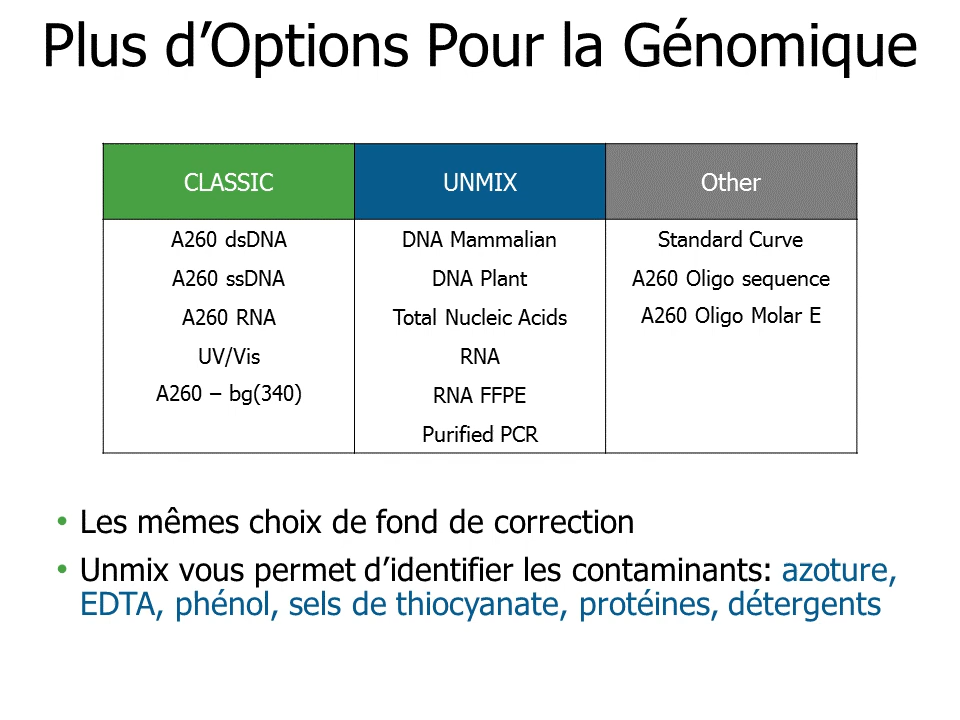 Plus d’Options Pour la Génomique
CLASSIC UNMIX Other
A260 dsDNA DNA Mammalian Standard Curve
A260 ssDNA DNA Plant A260 Oligo sequence
A260 RNA Total Nucleic Acids A260 Oligo Molar E
UV/Vis RNA
A260 – bg(340) RNA FFPE
Purified PCR
• Les mêmes choix de fond de correction
• Unmix vous permet d’identifier les contaminants: azoture,
EDTA, phénol, sels de thiocyanate, protéines, détergents